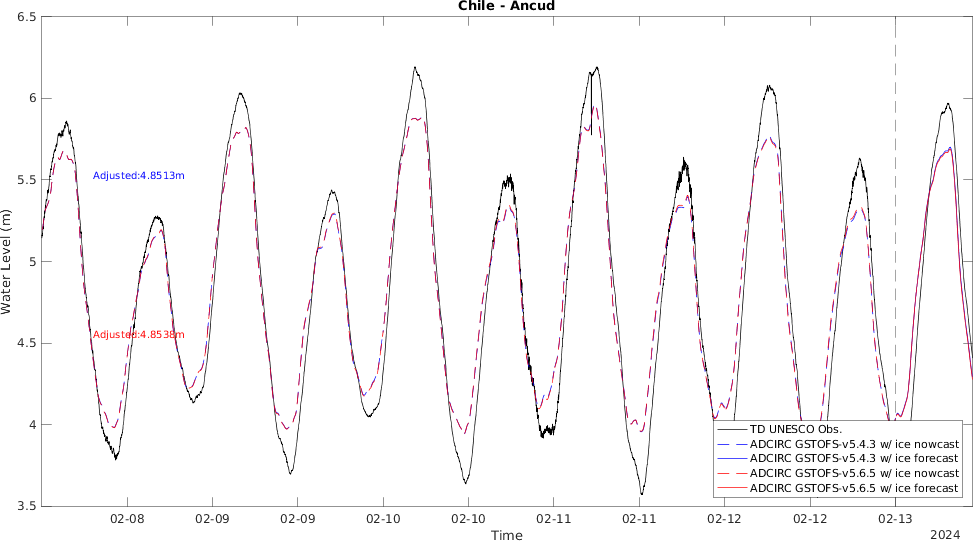 Chile - Ancud
6.5
6
5.5
5
4.5
4
3.5
Water Level (m)
Adjusted:4.8513m
Adjusted:4.8538m
TD UNESCO Obs.
ADCIRC GSTOFS-v5.4.3 w/ ice nowcast
ADCIRC GSTOFS-v5.4.3 w/ ice forecast
ADCIRC GSTOFS-v5.6.5 w/ ice nowcast
ADCIRC GSTOFS-v5.6.5 w/ ice forecast
02-08 02-09 02-09 02-10 02-10 02-11 02-11 02-12 02-12 02-13
Time
2024